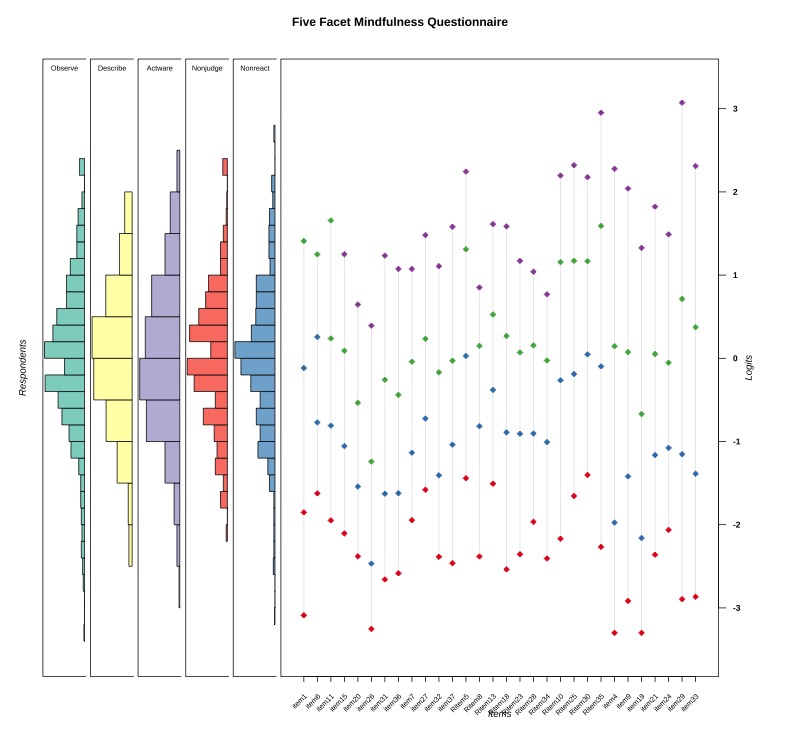 Five Facet Mindfulness Questionnaire
Observe Describe Actware Nonjudge Nonreact
3
2
1
0
-1
-2
-3
Respondents
Logits
item1 item6 item11 item15 item20 item26 item31 item36 item7 item27 item32 item37 Ritem5 Ritem8 Ritem13 Ritem18 Ritem23 Ritem28 Ritem34 Ritem10 Ritem25 Ritem30 Ritem35 item4 item9 item19 item21 item24 item29 item33
Items